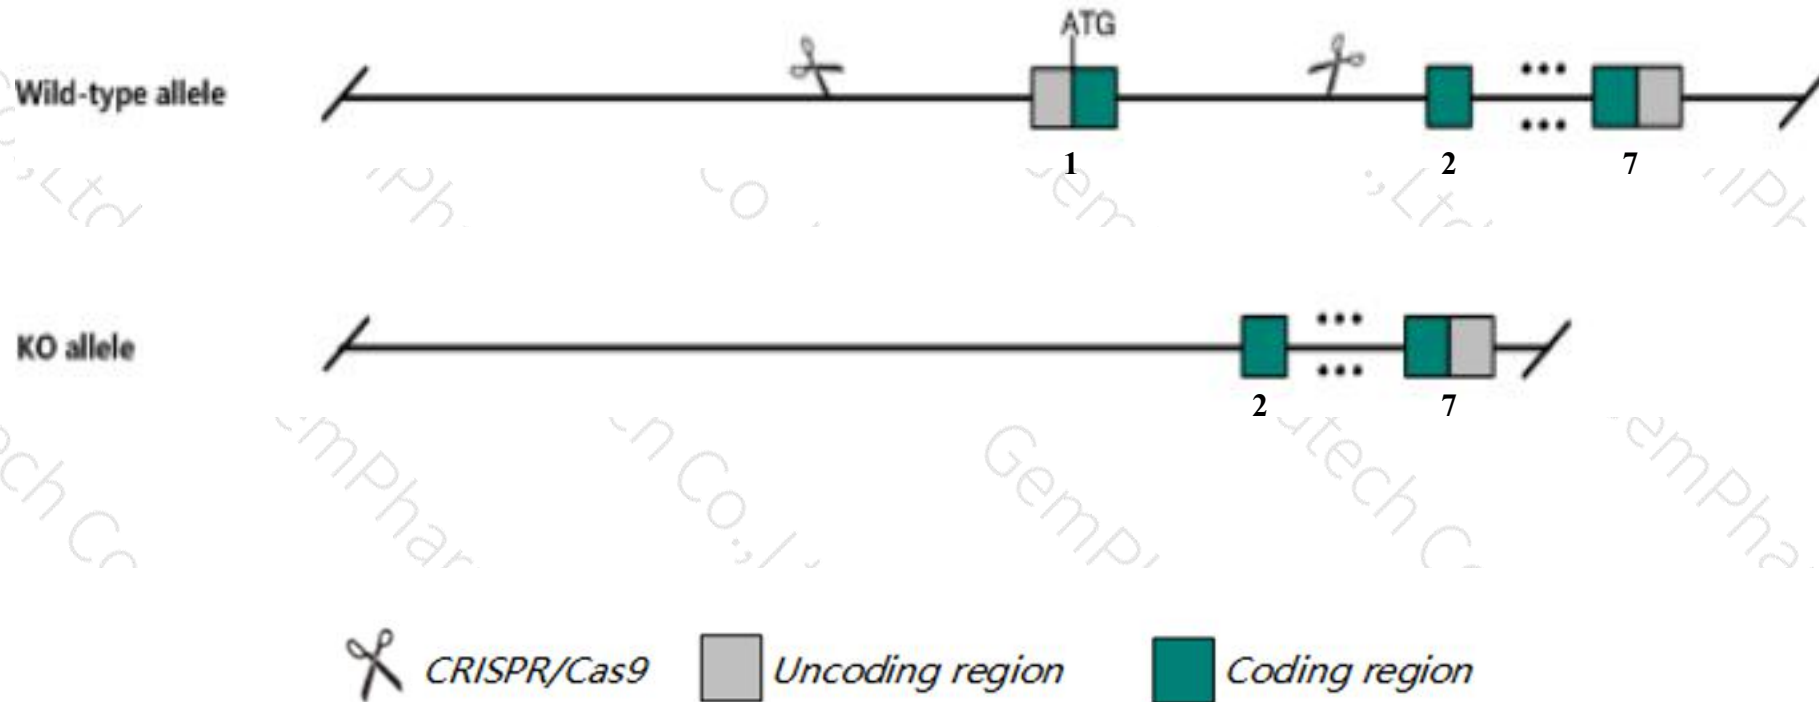 ATG
Wild-type allele
1 2 ... 7
KO allele
2 ... 7
CRISPR/Cas9 Uncoding region Coding region